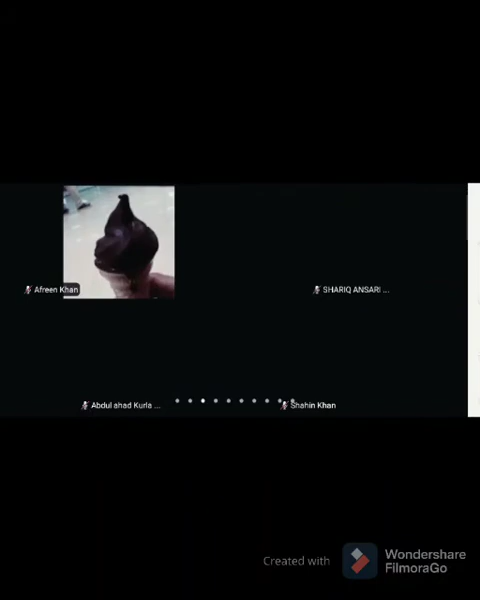 Afreen Khan
SHARIQ ANSARI ...
Abdul ahad Kurla ...
Shahin Khan
Created with
Wondershare
FilmoraGo